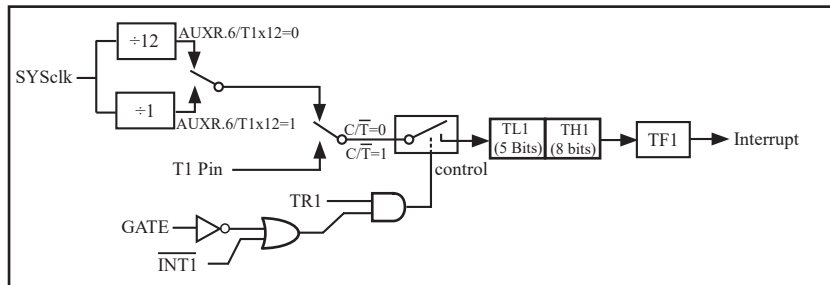 AUXR.6/T1x12=0
÷12
SYSclk
÷1
AUXR.6/T1x12=1
C/T̅=0
C/T̅=1
TL1
(5 Bits)
TH1
(8 bits)
TF1
Interrupt
T1 Pin
control
TR1
GATE
I̅N̅T̅1̅